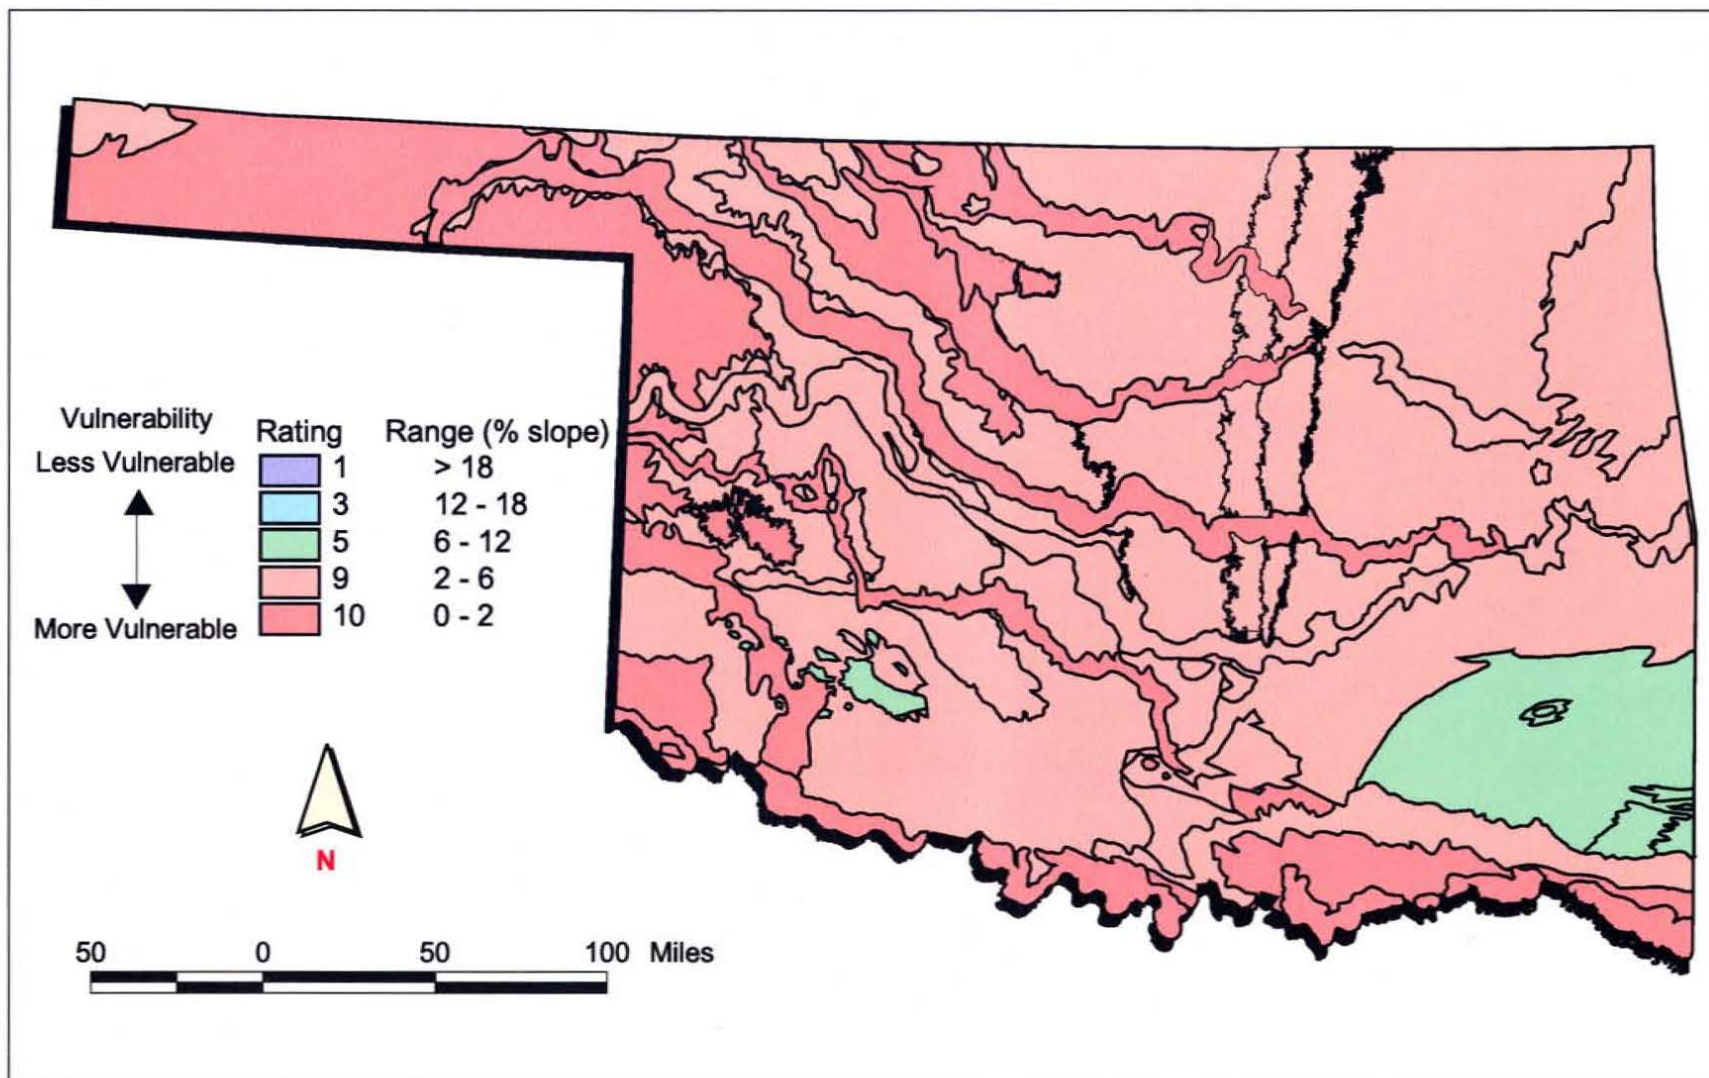 Vulnerability
Less Vulnerable
More Vulnerable
Rating Range (% slope)
1 > 18
3 12 - 18
5 6 - 12
9 2 - 6
10 0 - 2
N
50 0 50 100 Miles